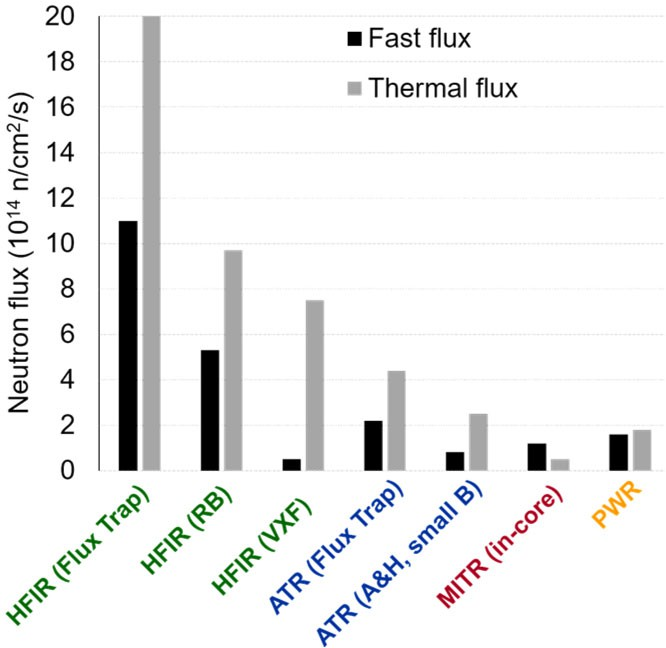 Neutron flux (10¹⁴ n/cm²/s)
20
18
16
14
12
10
8
6
4
2
0
Fast flux
Thermal flux
HFIR (Flux Trap)
HFIR (RB)
HFIR (VXF)
ATR (Flux Trap)
ATR (A&H, small B)
MITR (in-core)
PWR